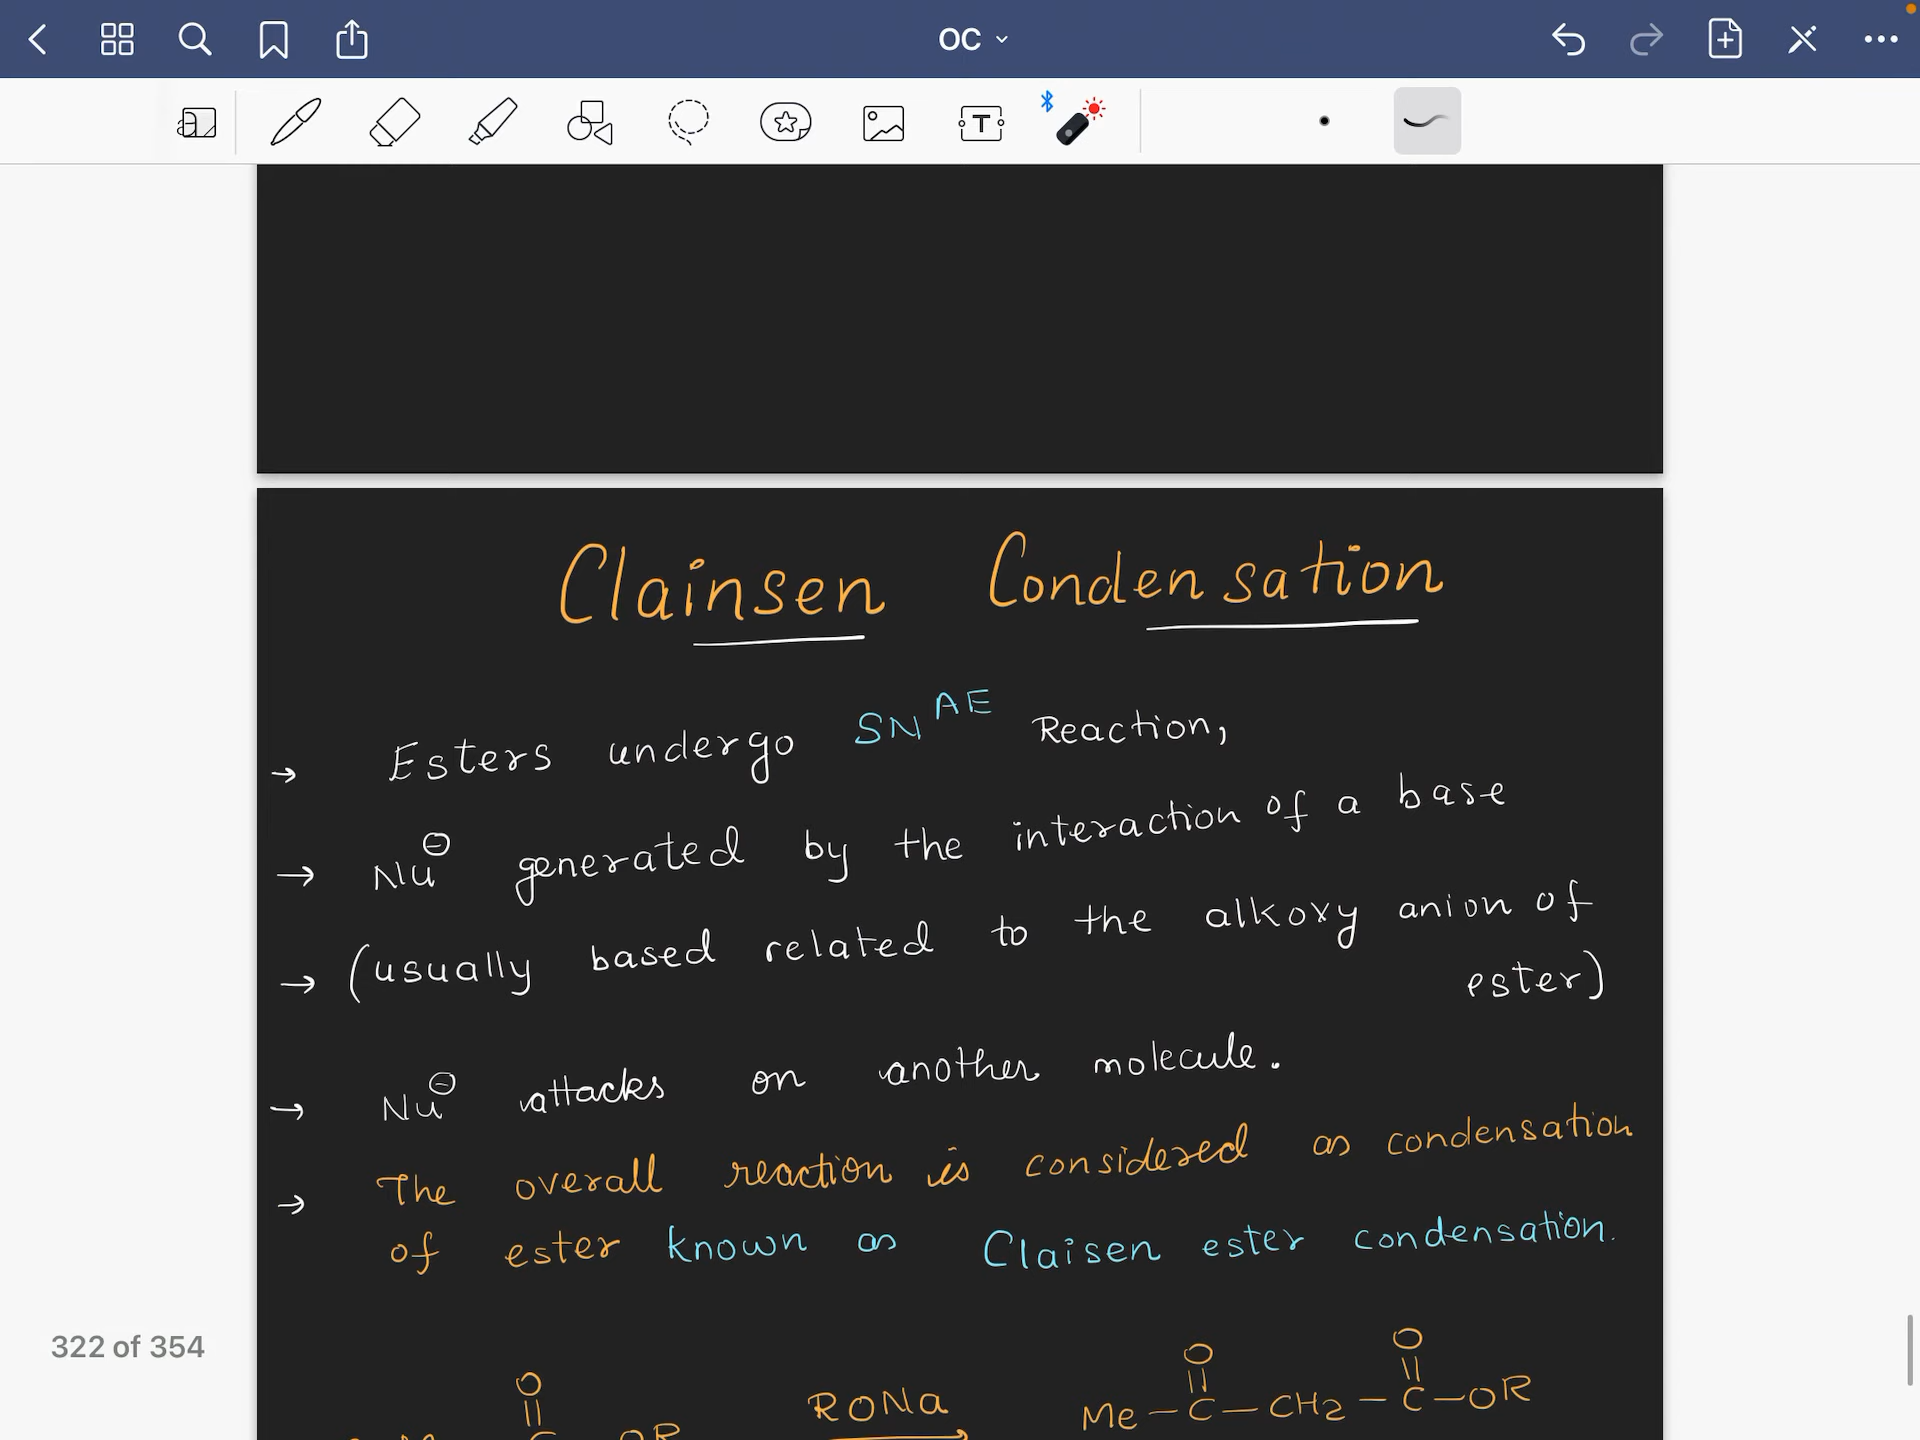 OC
a
T
Clainsen Condensation
→ Esters undergo SN^AE Reaction,
→ Nu⊖ generated by the interaction of a base
→ (usually based related to the alkoxy anion of
ester)
→ Nu⊖ attacks on another molecule.
→ The overall reaction is considered as condensation
of ester known as Claisen ester condensation.
322 of 354
O O O
|| RONa || ||
C OR Me – C – CH2 – C – OR